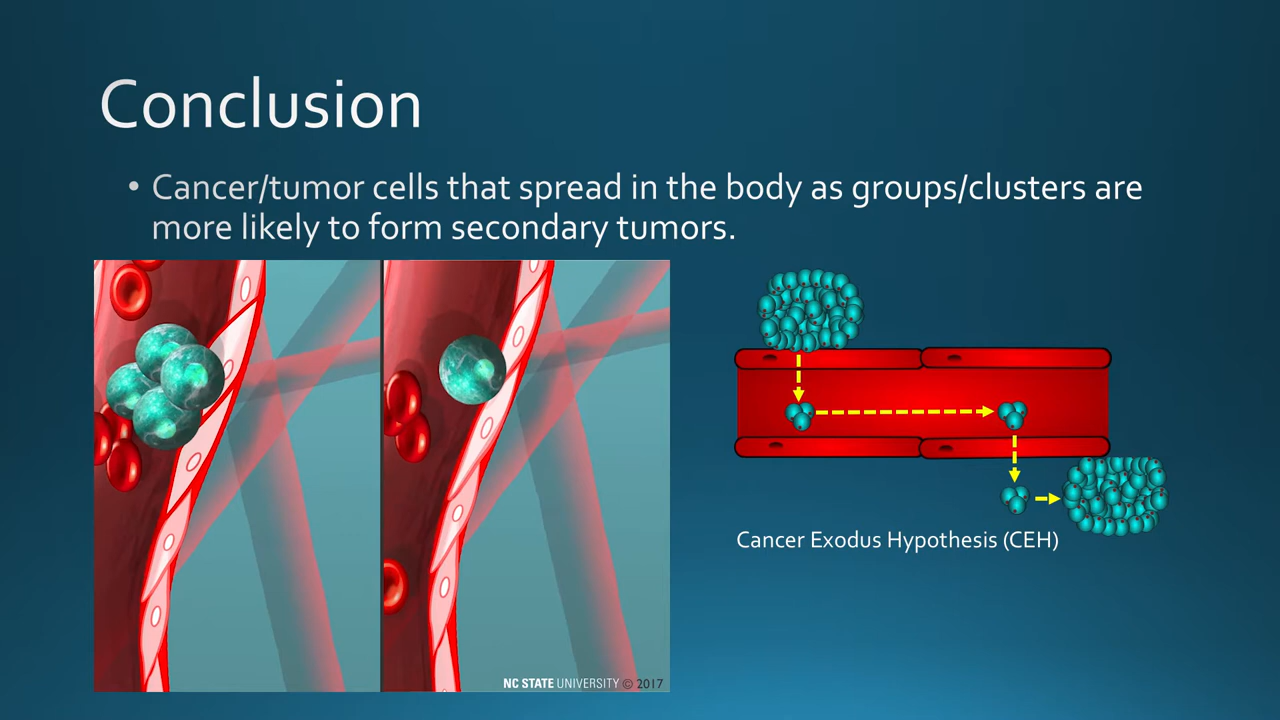 Conclusion
• Cancer/tumor cells that spread in the body as groups/clusters are
more likely to form secondary tumors.
Cancer Exodus Hypothesis (CEH)
NC STATE UNIVERSITY © 2017